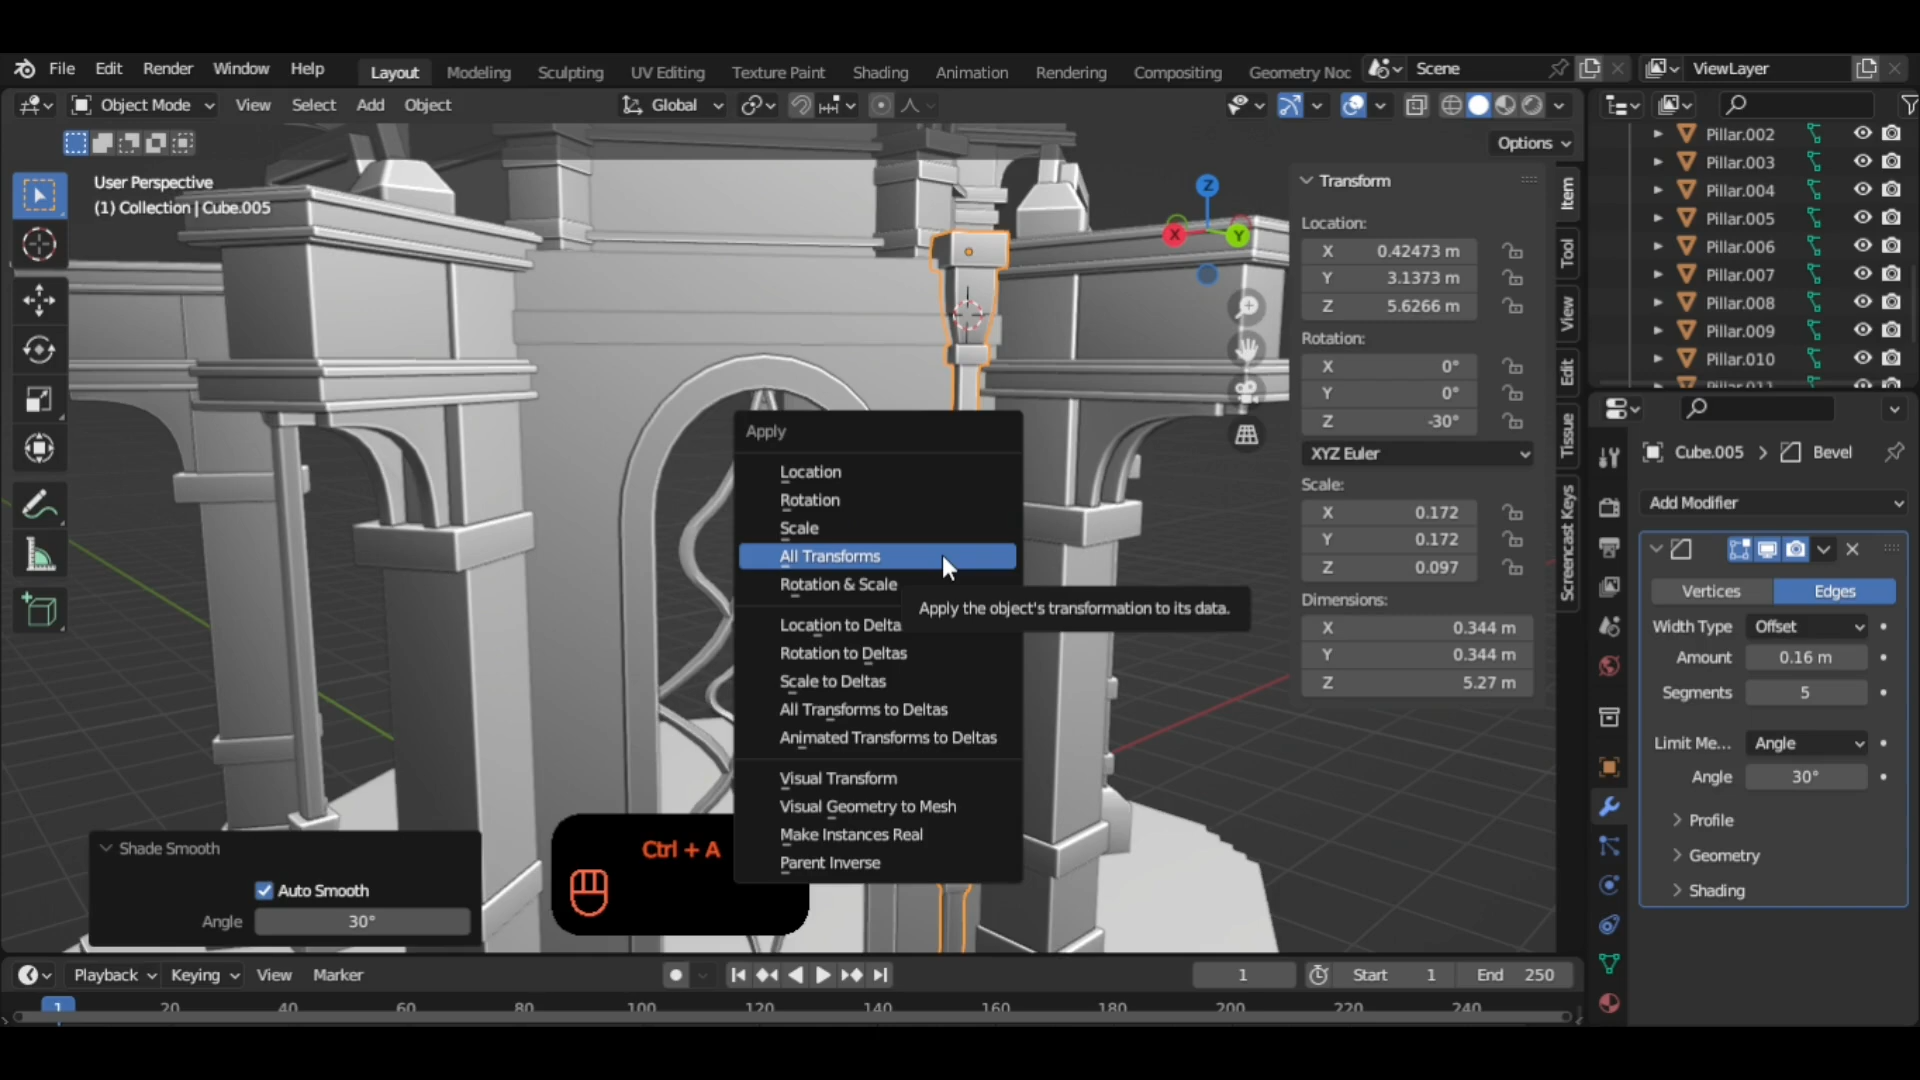 File Edit Render Window Help Layout Modeling Sculpting UV Editing Texture Paint Shading Animation Rendering Compositing Geometry Noc Scene ViewLayer
Object Mode View Select Add Object Global
Options
User Perspective
(1) Collection | Cube.005
Transform
Location:
X 0.42473 m
Y 3.1373 m
Z 5.6266 m
Rotation:
X 0°
Y 0°
Z -30°
XYZ Euler
Scale:
X 0.172
Y 0.172
Z 0.097
Dimensions:
X 0.344 m
Y 0.344 m
Z 5.27 m
Item
Tool
View
Edit
Tissue
Screencast Keys
Z
X
Y
Apply
Location
Rotation
Scale
All Transforms
Rotation & Scale
Location to Delta
Rotation to Deltas
Scale to Deltas
All Transforms to Deltas
Animated Transforms to Deltas
Visual Transform
Visual Geometry to Mesh
Make Instances Real
Parent Inverse
Apply the object's transformation to its data.
Shade Smooth
Auto Smooth
Angle 30°
Ctrl + A
Pillar.002
Pillar.003
Pillar.004
Pillar.005
Pillar.006
Pillar.007
Pillar.008
Pillar.009
Pillar.010
Pillar.011
Cube.005 > Bevel
Add Modifier
Vertices Edges
Width Type Offset
Amount 0.16 m
Segments 5
Limit Me... Angle
Angle 30°
Profile
Geometry
Shading
Playback Keying View Marker 1 Start 1 End 250
1 20 40 60 80 100 120 140 160 180 200 220 240